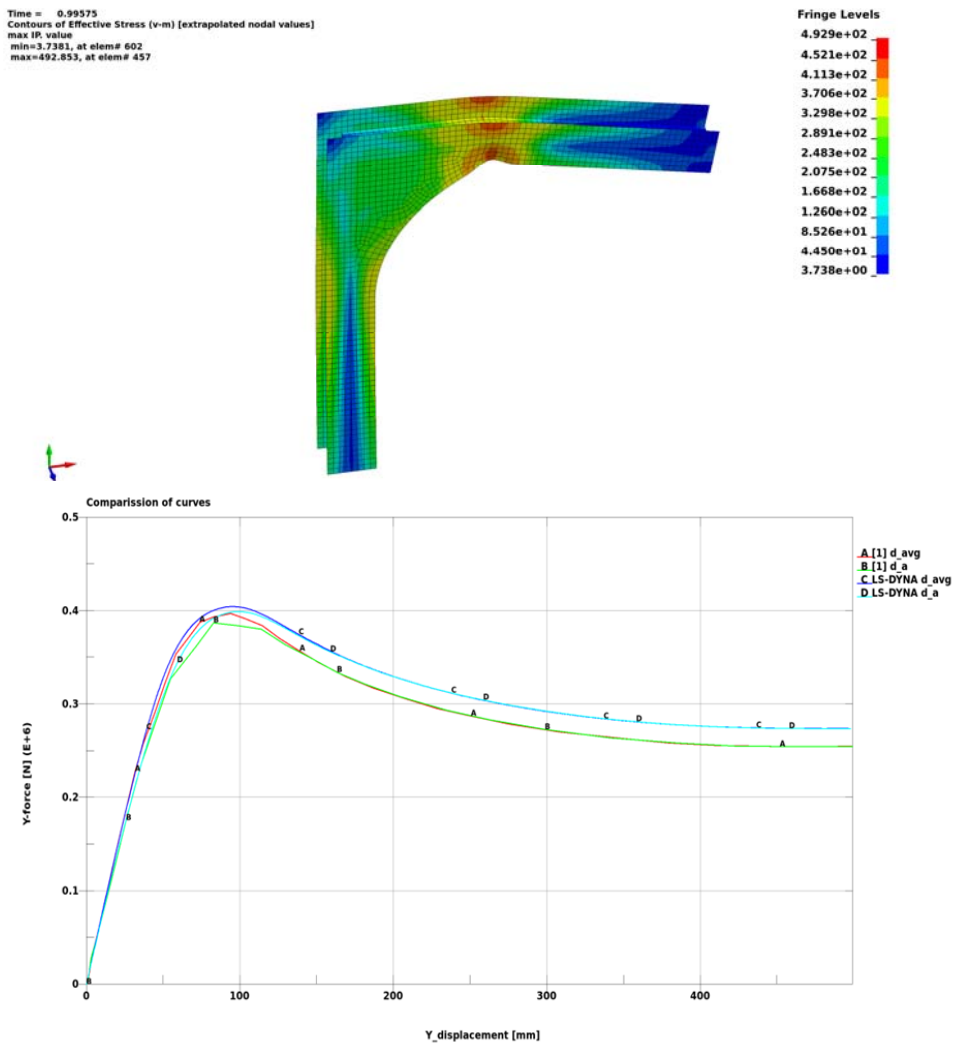 Time = 0.99575
Contours of Effective Stress (v-m) [extrapolated nodal values]
max IP. value
min=3.7381, at elem# 602
max=492.853, at elem# 457
Fringe Levels
4.929e+02
4.521e+02
4.113e+02
3.706e+02
3.298e+02
2.891e+02
2.483e+02
2.075e+02
1.668e+02
1.260e+02
8.526e+01
4.450e+01
3.738e+00
Comparission of curves
0.5
0.4
0.3
0.2
0.1
0
Y-force [N] (E+6)
A [1] d_avg
B [1] d_a
C LS-DYNA d_avg
D LS-DYNA d_a
A B C D
D A B
C D
C A B
C D C D
A A
B
0 100 200 300 400
Y_displacement [mm]